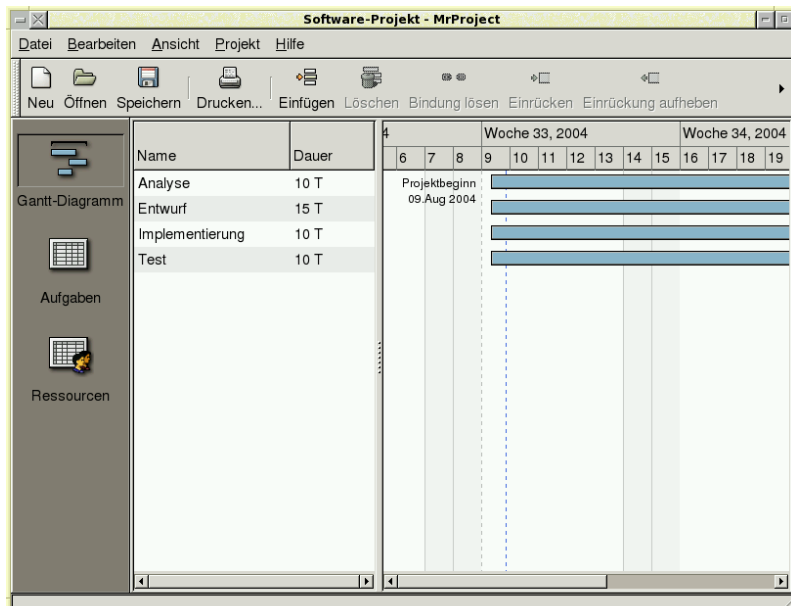 Software-Projekt - MrProject
Datei Bearbeiten Ansicht Projekt Hilfe
Neu Öffnen Speichern Drucken... Einfügen Löschen Bindung lösen Einrücken Einrückung aufheben
Gantt-Diagramm
Aufgaben
Ressourcen
Name Dauer
Analyse 10 T
Entwurf 15 T
Implementierung 10 T
Test 10 T
4 Woche 33, 2004 Woche 34, 2004
6 7 8 9 10 11 12 13 14 15 16 17 18 19
Projektbeginn
09.Aug 2004